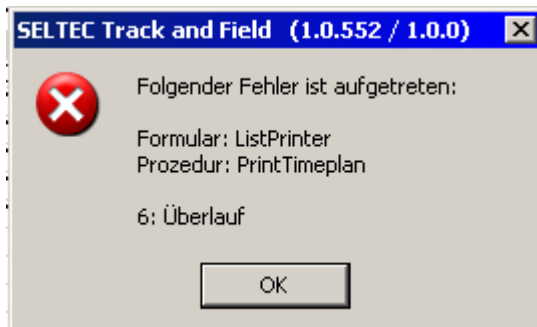 SELTEC Track and Field (1.0.552 / 1.0.0)
Folgender Fehler ist aufgetreten:
Formular: ListPrinter
Prozedur: PrintTimeplan
6: Überlauf
OK